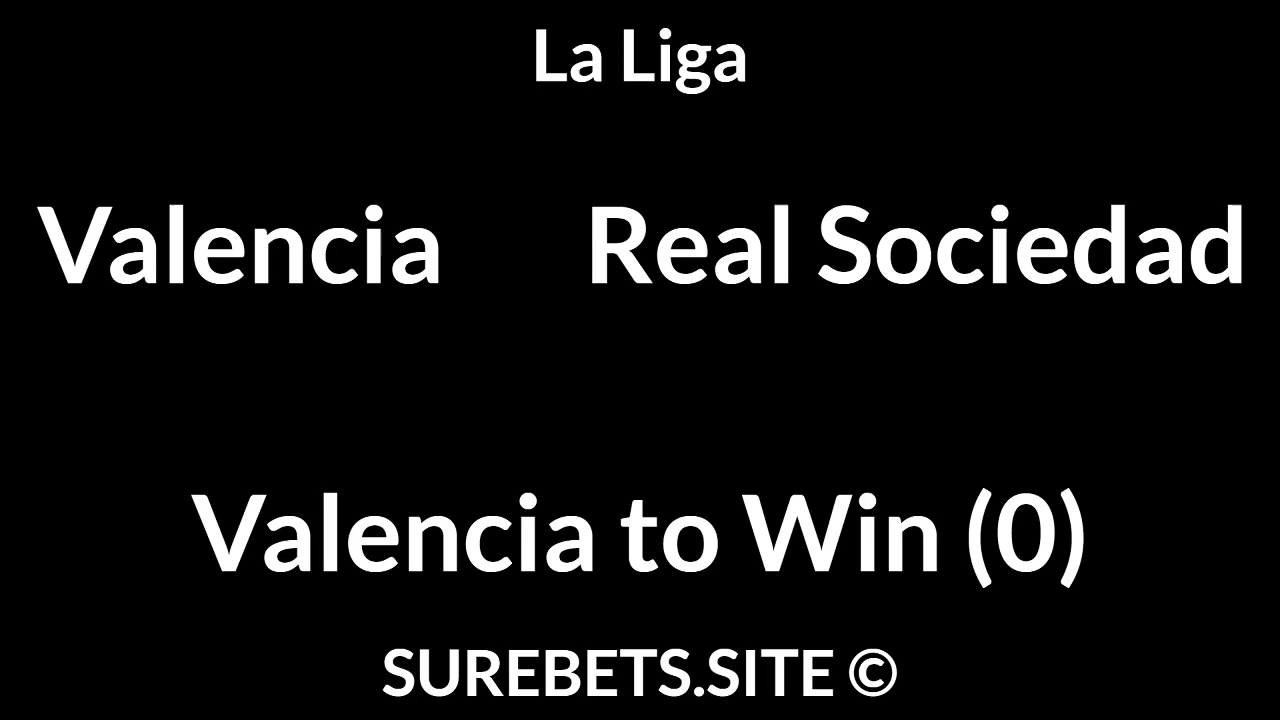 La Liga
Valencia Real Sociedad
Valencia to Win (0)
SUREBETS.SITE ©